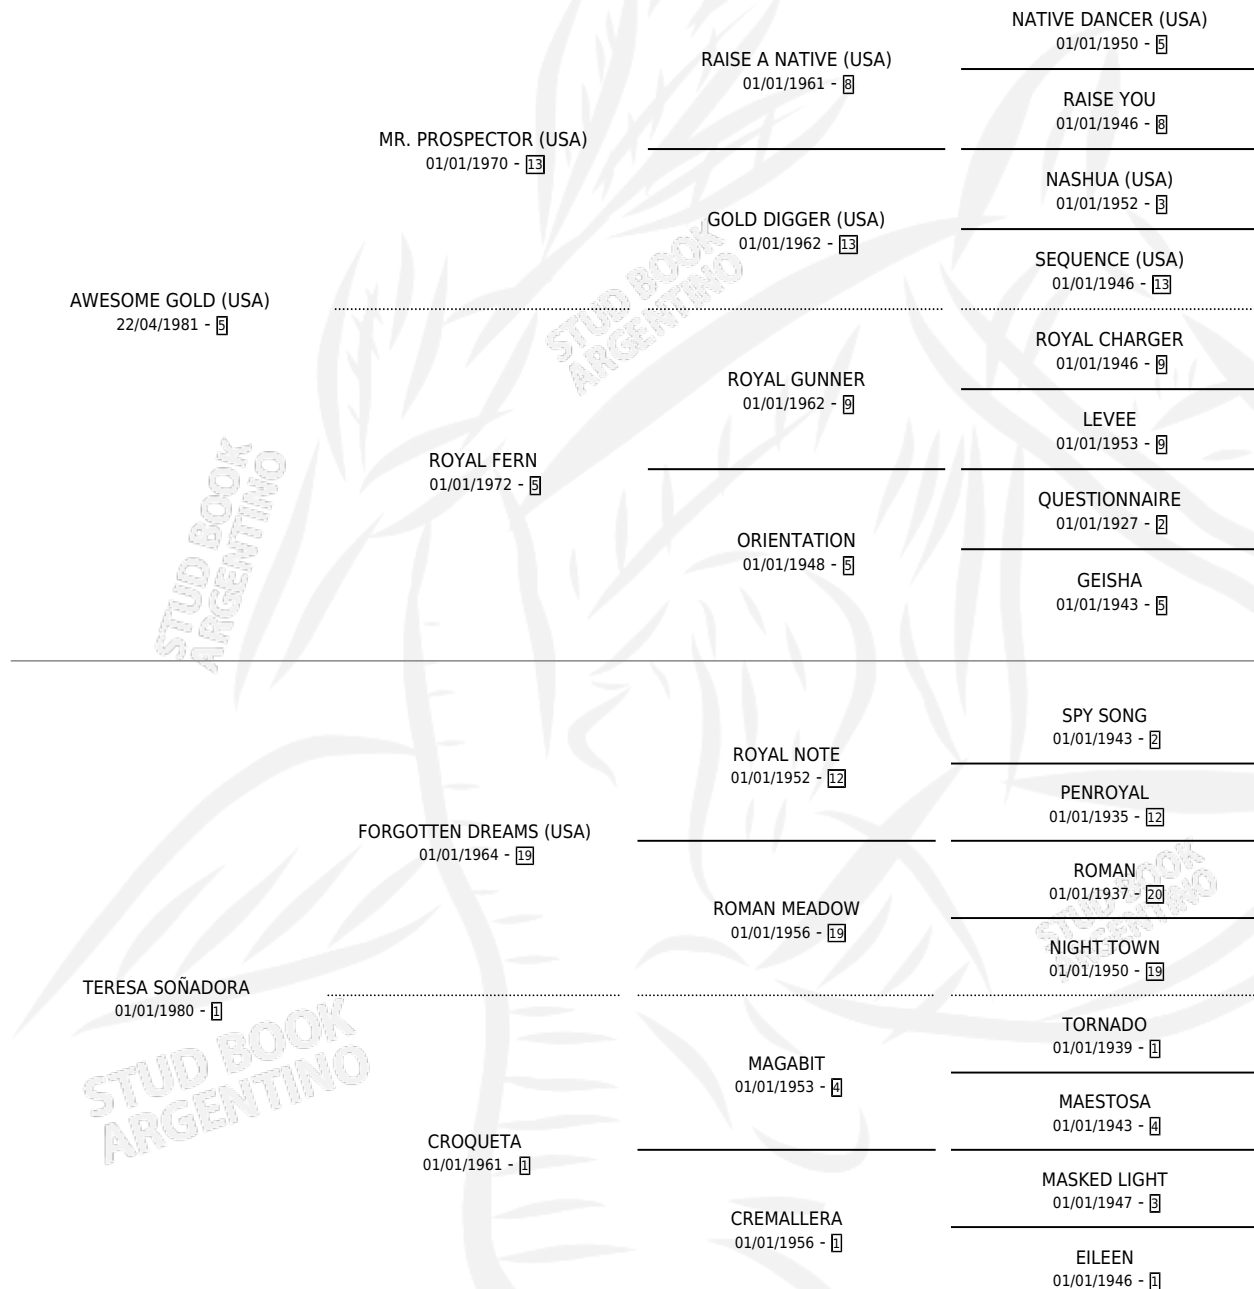 NATIVE DANCER (USA)
01/01/1950 - 5
RAISE A NATIVE (USA)
01/01/1961 - 8
RAISE YOU
01/01/1946 - 8
MR. PROSPECTOR (USA)
01/01/1970 - 13
NASHUA (USA)
01/01/1952 - 3
GOLD DIGGER (USA)
01/01/1962 - 13
SEQUENCE (USA)
01/01/1946 - 13
AWESOME GOLD (USA)
22/04/1981 - 5
ROYAL CHARGER
01/01/1946 - 9
ROYAL GUNNER
01/01/1962 - 9
LEVEE
01/01/1953 - 9
ROYAL FERN
01/01/1972 - 5
QUESTIONNAIRE
01/01/1927 - 2
ORIENTATION
01/01/1948 - 5
GEISHA
01/01/1943 - 5
SPY SONG
01/01/1943 - 2
ROYAL NOTE
01/01/1952 - 12
PENROYAL
01/01/1935 - 12
FORGOTTEN DREAMS (USA)
01/01/1964 - 19
ROMAN
01/01/1937 - 20
ROMAN MEADOW
01/01/1956 - 19
NIGHT TOWN
01/01/1950 - 19
TERESA SOÑADORA
01/01/1980 - 1
TORNADO
01/01/1939 - 1
MAGABIT
01/01/1953 - 4
MAESTOSA
01/01/1943 - 4
CROQUETA
01/01/1961 - 1
MASKED LIGHT
01/01/1947 - 3
CREMALLERA
01/01/1956 - 1
EILEEN
01/01/1946 - 1
STUD BOOK
ARGENTINO
STUD BOOK
ARGENTINO
STUD BOOK
ARGENTINO
STUD BOOK
ARGENTINO